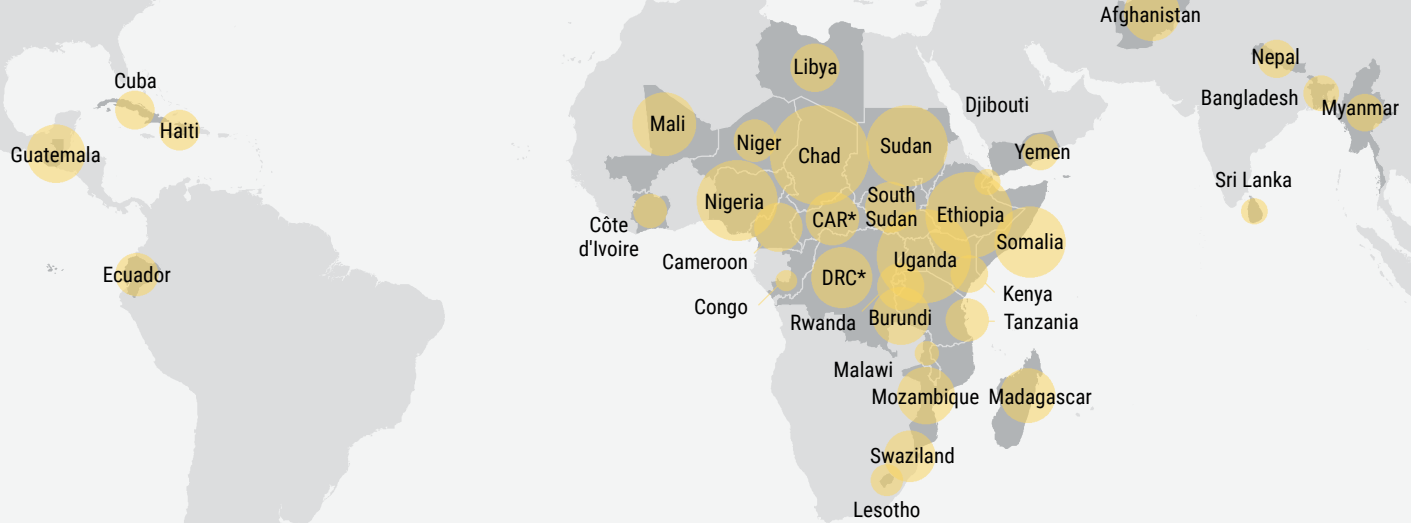 Afghanistan
Nepal
Libya
Cuba
Bangladesh
Djibouti
Myanmar
Mali
Haiti
Niger
Sudan
Guatemala
Chad
Yemen
Sri Lanka
South
Sudan
Nigeria
Ethiopia
CAR*
Côte
d'Ivoire
Somalia
Cameroon
Uganda
Ecuador
DRC*
Kenya
Congo
Burundi
Rwanda
Tanzania
Malawi
Mozambique
Madagascar
Swaziland
Lesotho